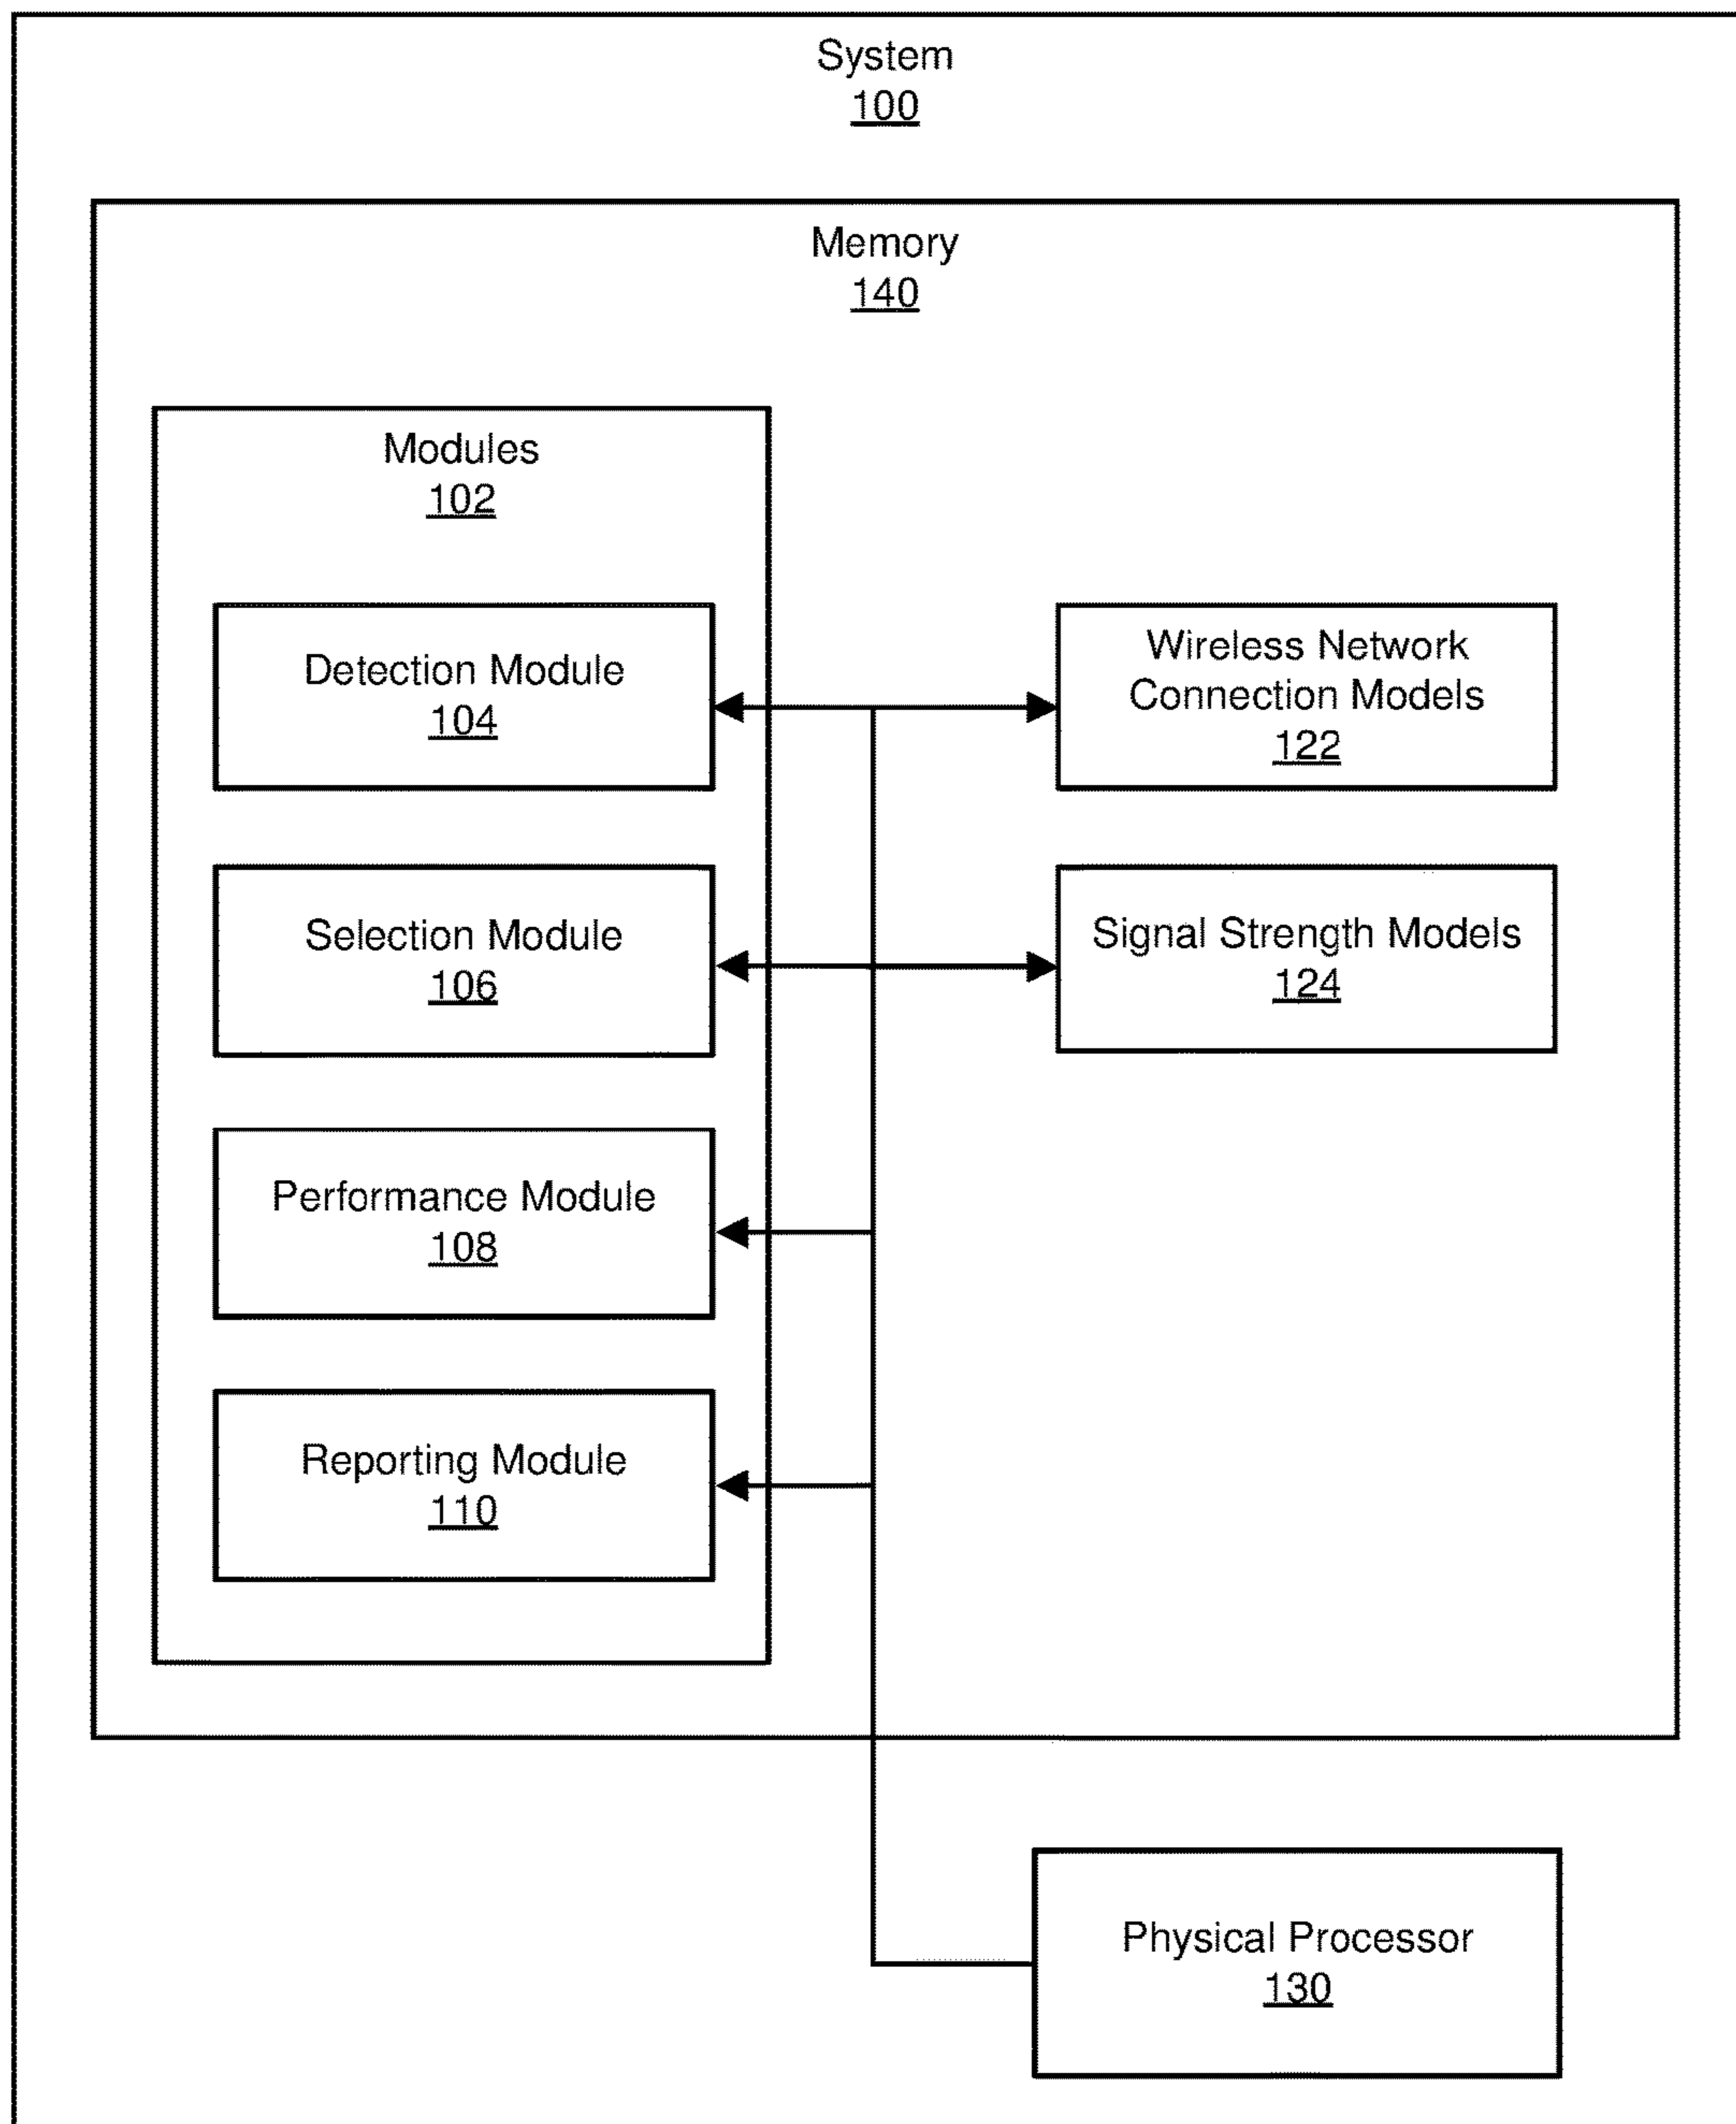 System
100
Memory
140
Modules
102
Detection Module
104
Wireless Network
Connection Models
122
Selection Module
106
Signal Strength Models
124
Performance Module
108
Reporting Module
110
Physical Processor
130